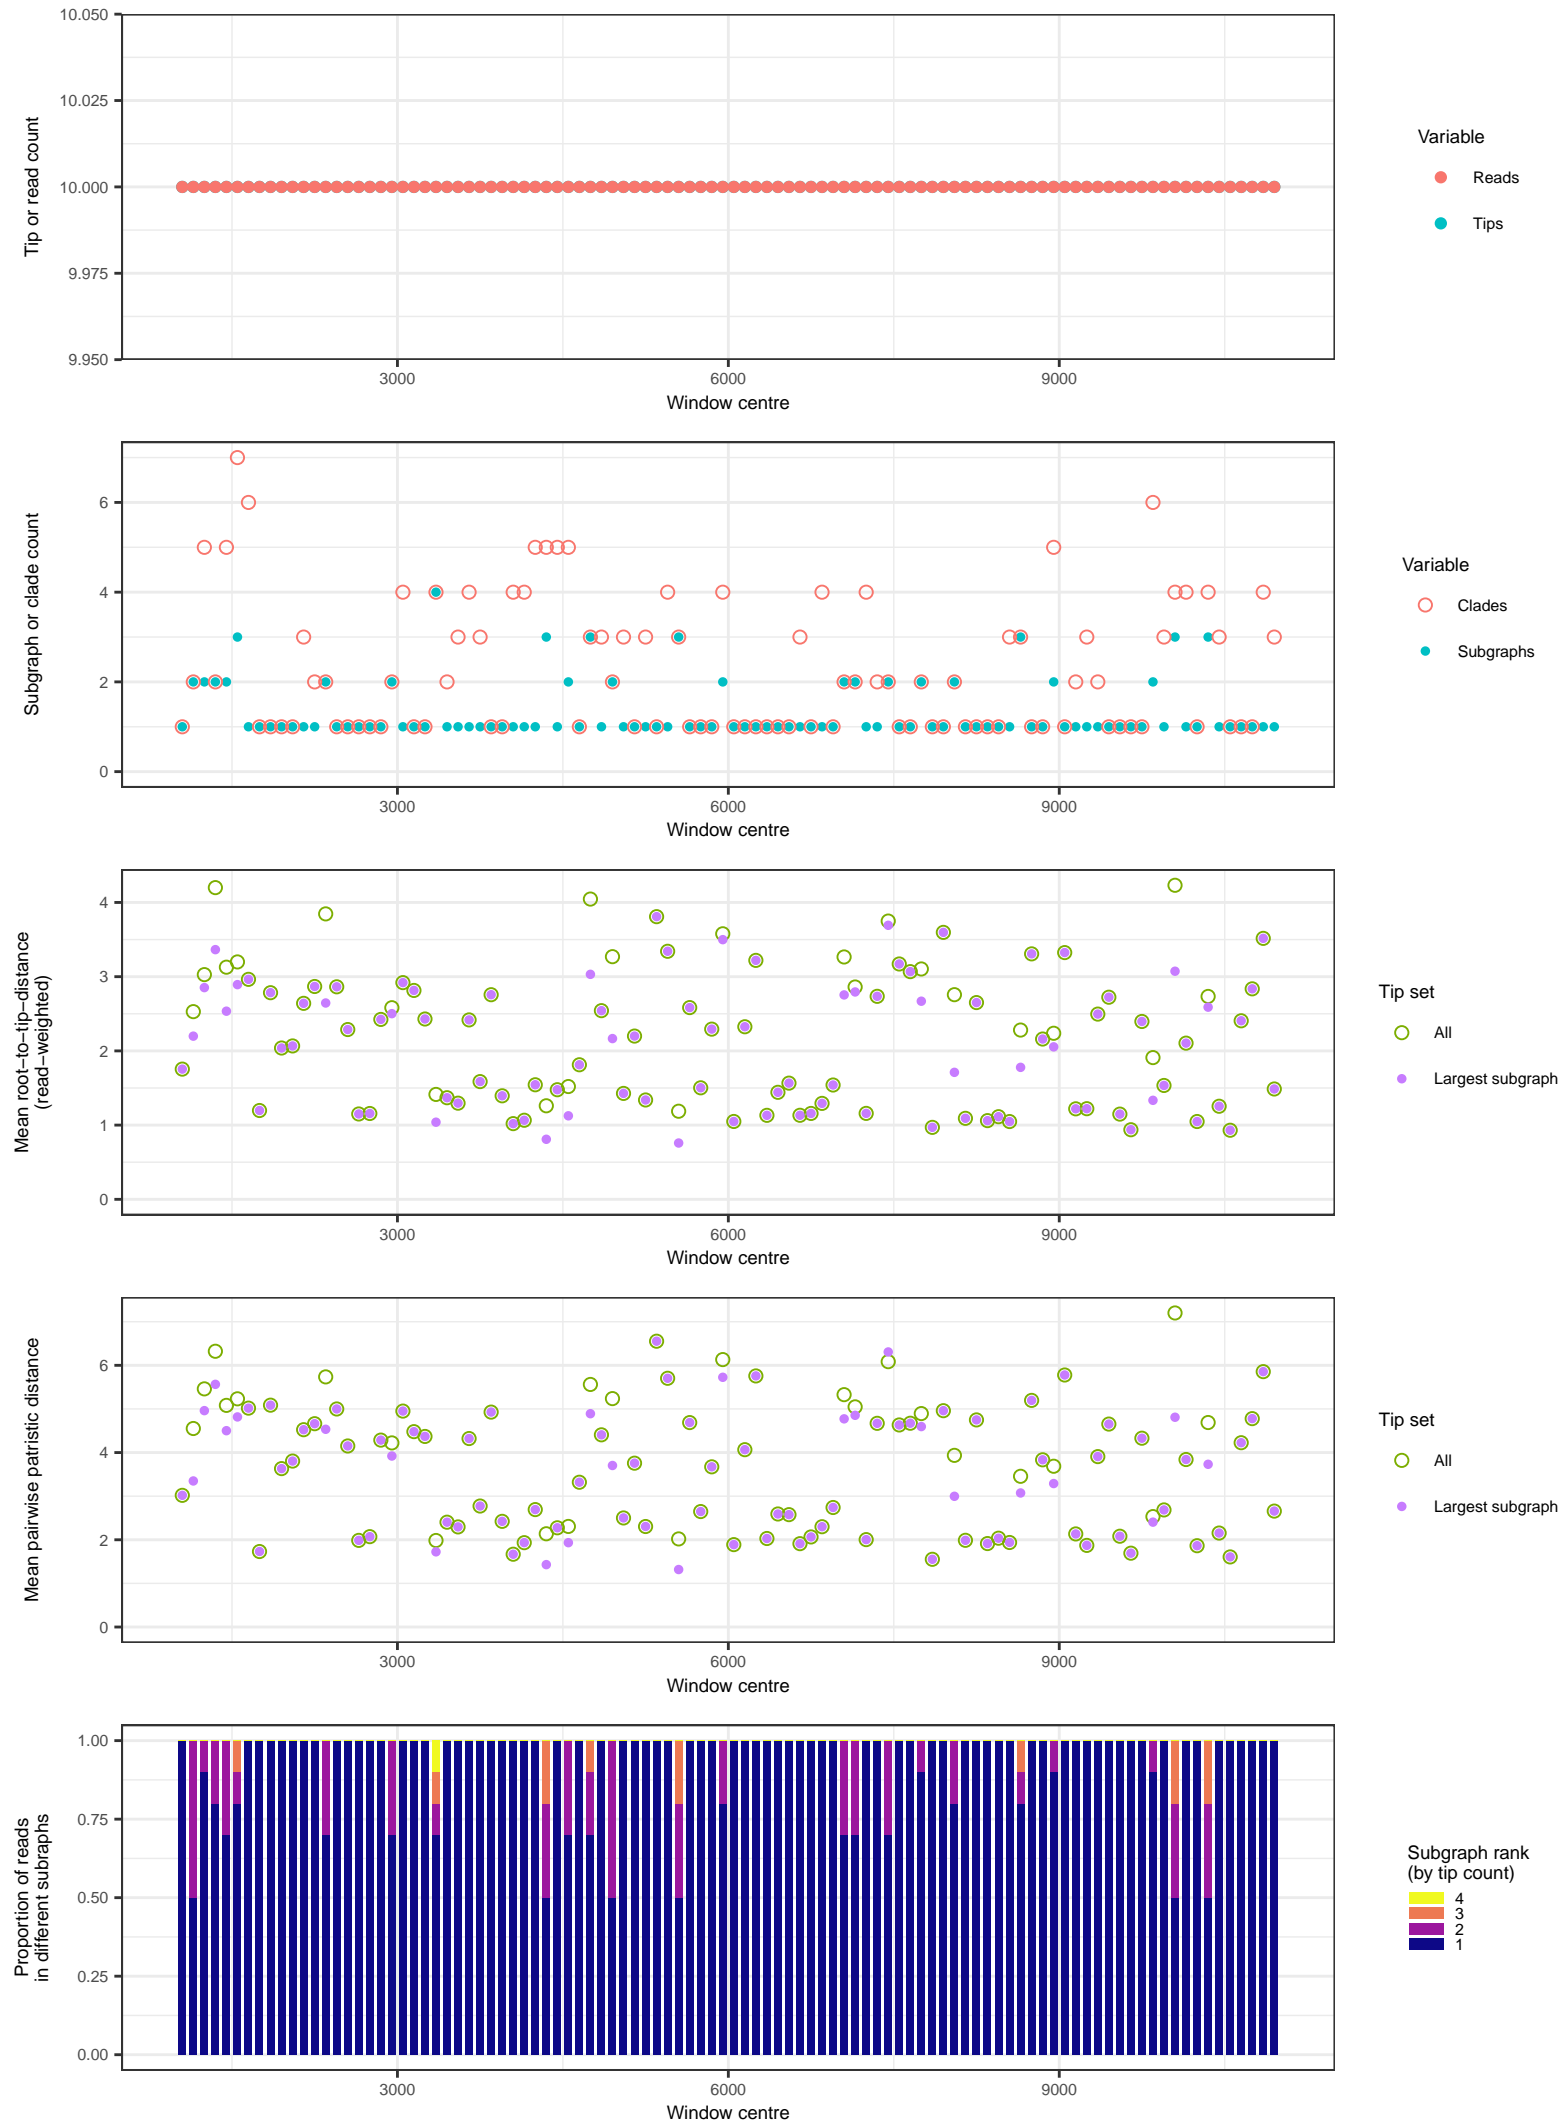 10.050
10.025
10.000
9.975
9.950
Tip or read count
3000
6000
9000
Window centre
Variable
Reads
Tips
6
4
2
0
Subgraph or clade count
3000
6000
9000
Window centre
Variable
Clades
Subgraphs
4
3
2
1
0
Mean root−to−tip−distance
(read−weighted)
3000
6000
9000
Window centre
Tip set
All
Largest subgraph
6
4
2
0
Mean pairwise patristic distance
3000
6000
9000
Window centre
Tip set
All
Largest subgraph
1.00
0.75
0.50
0.25
0.00
Proportion of reads
in different subraphs
3000
6000
9000
Window centre
Subgraph rank
(by tip count)
4
3
2
1